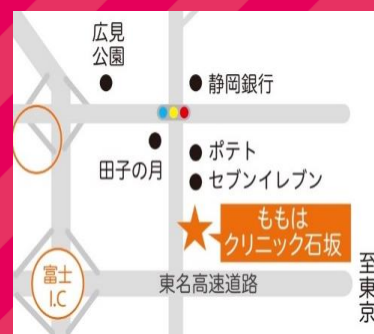 広見
公園
静岡銀行
田子の月
ポテト
セブンイレブン
ももは
クリニック石坂
富士
I.C
東名高速道路
至東京